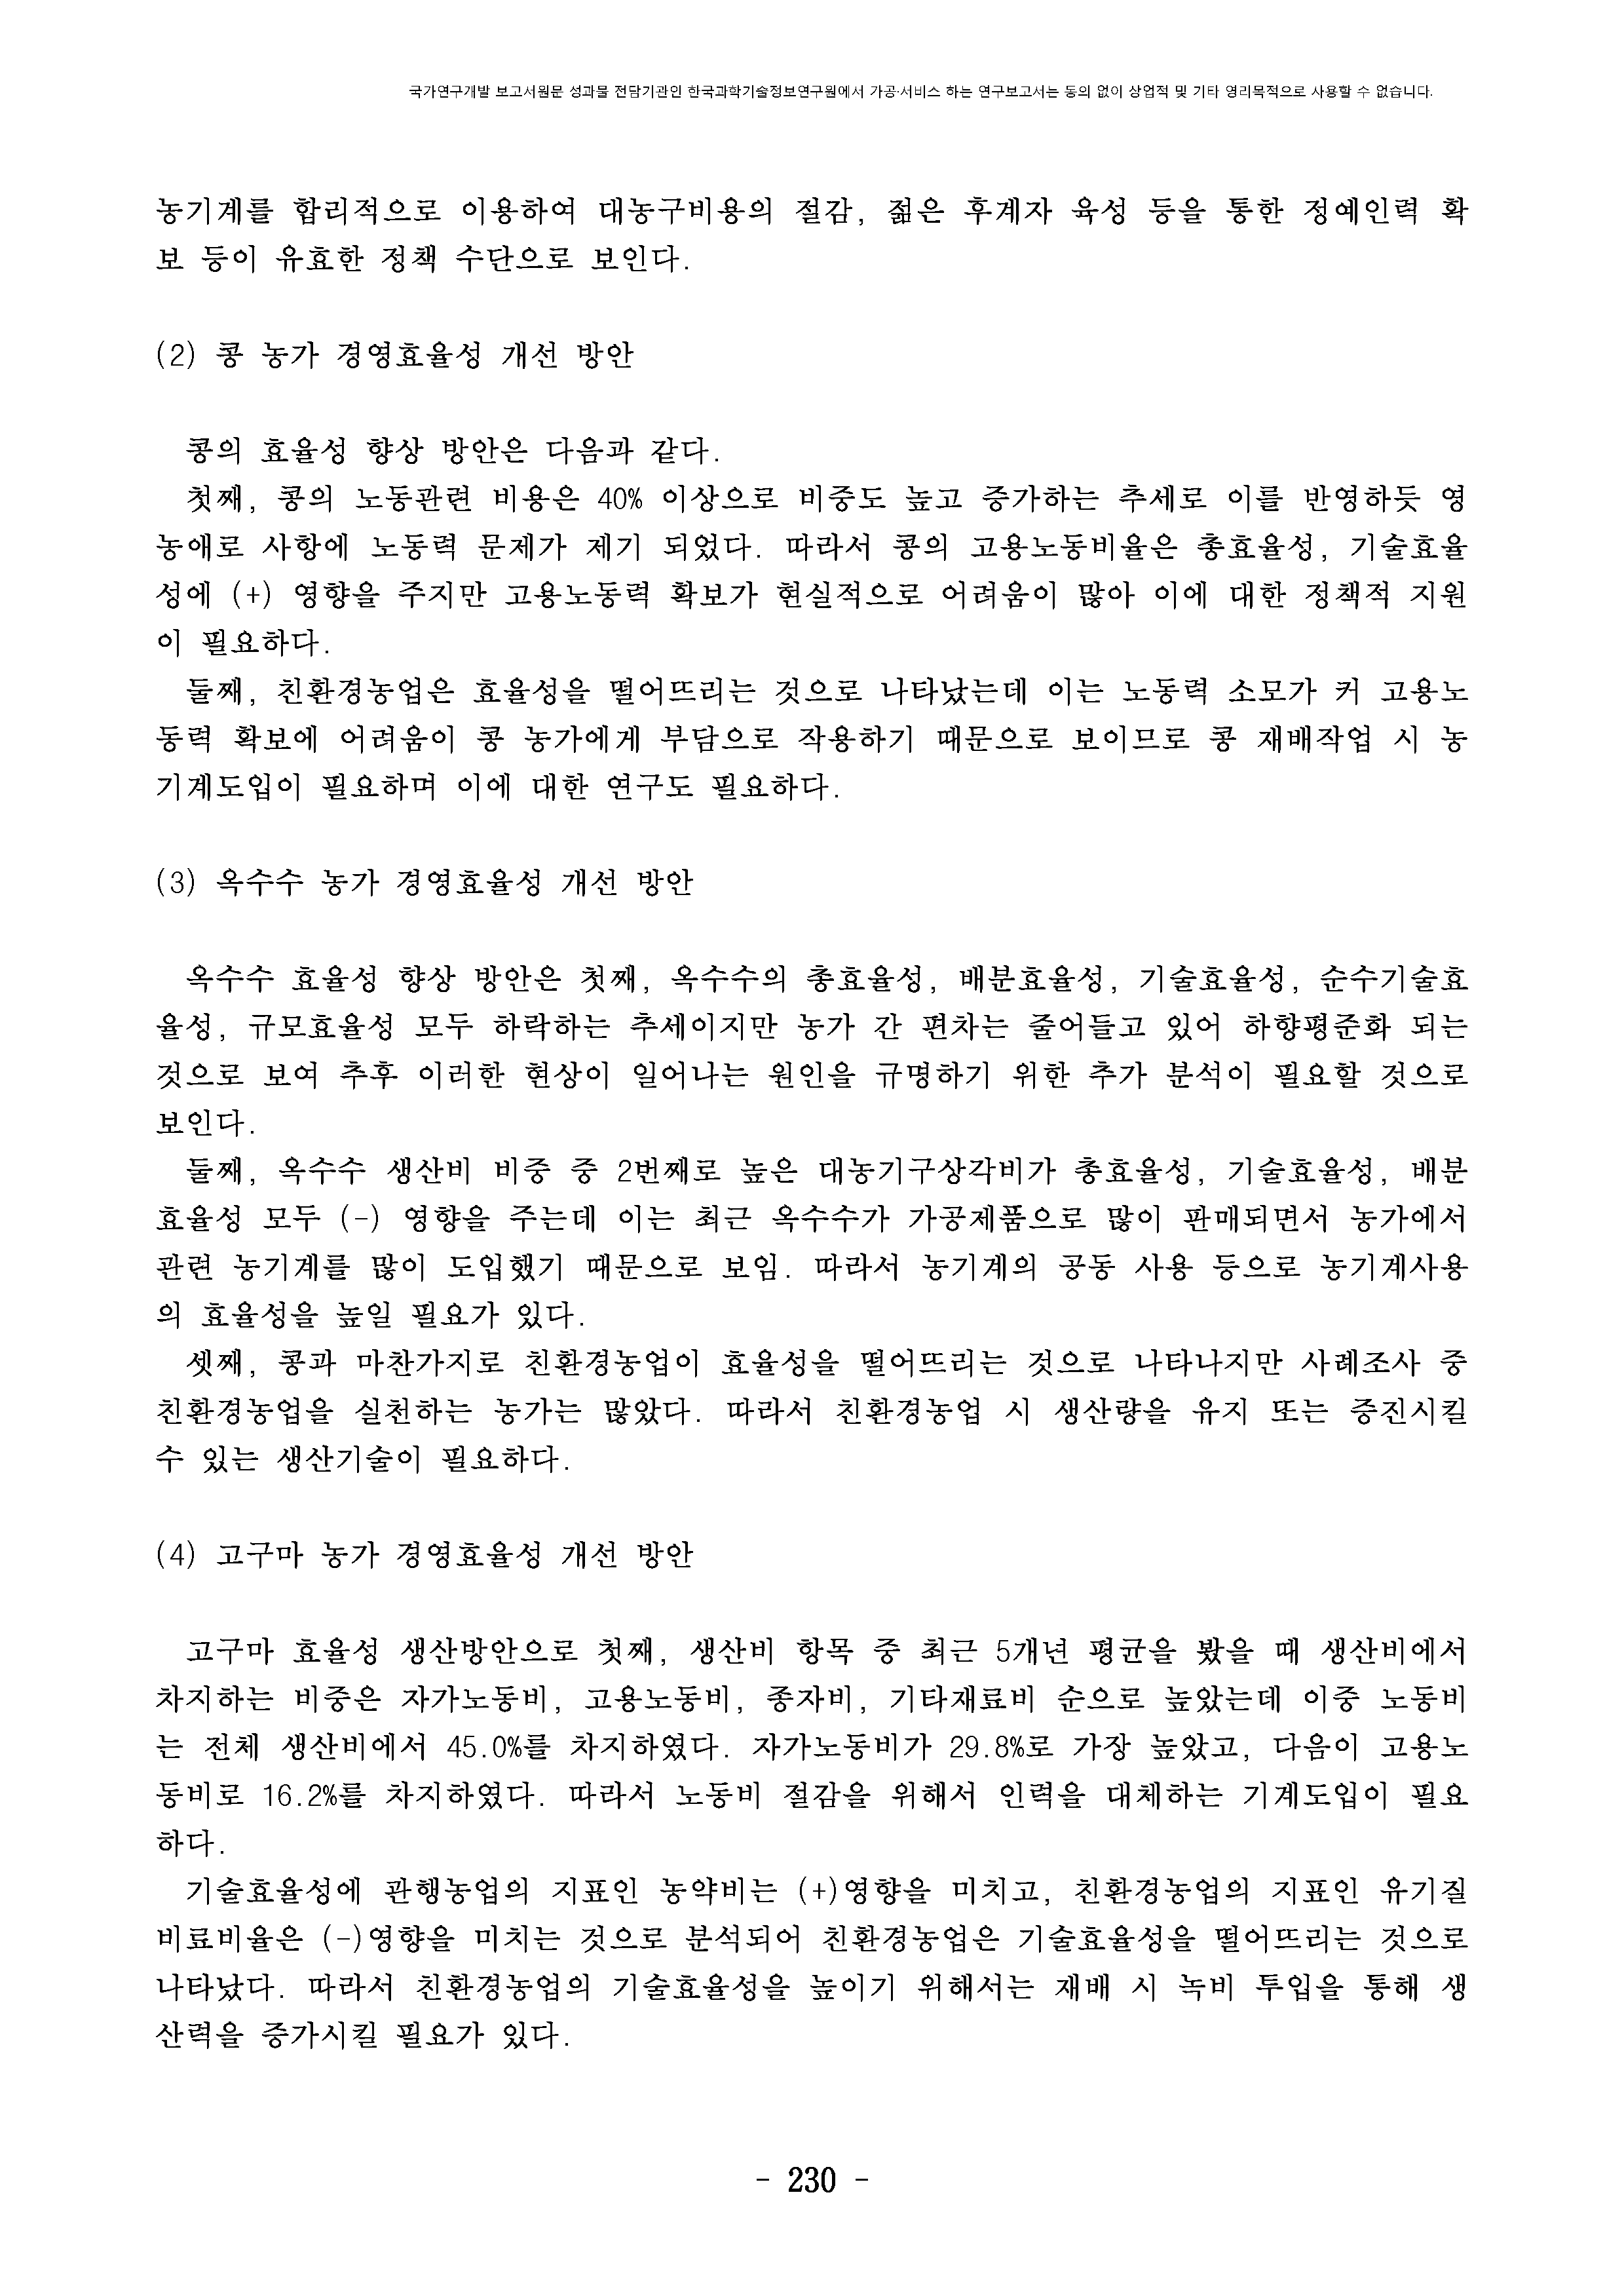 국가연구개발 보고서원문 성과물 전담기관인 한국과학기술정보연구원에서 가공·서비스 하는 연구보고서는 동의 없이 상업적 및 기타 영리목적으로 사용할 수 없습니다.
농기계를 합리적으로 이용하여 대농구비용의 절감, 젊은 후계자 육성 등을 통한 정예인력 확
보 등이 유효한 정책 수단으로 보인다.
(2) 콩 농가 경영효율성 개선 방안
콩의 효율성 향상 방안은 다음과 같다.
첫째, 콩의 노동관련 비용은 40% 이상으로 비중도 높고 증가하는 추세로 이를 반영하듯 영
농애로 사항에 노동력 문제가 제기 되었다. 따라서 콩의 고용노동비율은 총효율성, 기술효율
성에 (+) 영향을 주지만 고용노동력 확보가 현실적으로 어려움이 많아 이에 대한 정책적 지원
이 필요하다.
둘째, 친환경농업은 효율성을 떨어뜨리는 것으로 나타났는데 이는 노동력 소모가 커 고용노
동력 확보에 어려움이 콩 농가에게 부담으로 작용하기 때문으로 보이므로 콩 재배작업 시 농
기계도입이 필요하며 이에 대한 연구도 필요하다.
(3) 옥수수 농가 경영효율성 개선 방안
옥수수 효율성 향상 방안은 첫째, 옥수수의 총효율성, 배분효율성, 기술효율성, 순수기술효
율성, 규모효율성 모두 하락하는 추세이지만 농가 간 편차는 줄어들고 있어 하향평준화 되는
것으로 보여 추후 이러한 현상이 일어나는 원인을 규명하기 위한 추가 분석이 필요할 것으로
보인다.
둘째, 옥수수 생산비 비중 중 2번째로 높은 대농기구상각비가 총효율성, 기술효율성, 배분
효율성 모두 (-) 영향을 주는데 이는 최근 옥수수가 가공제품으로 많이 판매되면서 농가에서
관련 농기계를 많이 도입했기 때문으로 보임. 따라서 농기계의 공동 사용 등으로 농기계사용
의 효율성을 높일 필요가 있다.
셋째, 콩과 마찬가지로 친환경농업이 효율성을 떨어뜨리는 것으로 나타나지만 사례조사 중
친환경농업을 실천하는 농가는 많았다. 따라서 친환경농업 시 생산량을 유지 또는 증진시킬
수 있는 생산기술이 필요하다.
(4) 고구마 농가 경영효율성 개선 방안
고구마 효율성 생산방안으로 첫째, 생산비 항목 중 최근 5개년 평균을 봤을 때 생산비에서
차지하는 비중은 자가노동비, 고용노동비, 종자비, 기타재료비 순으로 높았는데 이중 노동비
는 전체 생산비에서 45.0%를 차지하였다. 자가노동비가 29.8%로 가장 높았고, 다음이 고용노
동비로 16.2%를 차지하였다. 따라서 노동비 절감을 위해서 인력을 대체하는 기계도입이 필요
하다.
기술효율성에 관행농업의 지표인 농약비는 (+)영향을 미치고, 친환경농업의 지표인 유기질
비료비율은 (-)영향을 미치는 것으로 분석되어 친환경농업은 기술효율성을 떨어뜨리는 것으로
나타났다. 따라서 친환경농업의 기술효율성을 높이기 위해서는 재배 시 녹비 투입을 통해 생
산력을 증가시킬 필요가 있다.
- 230 -